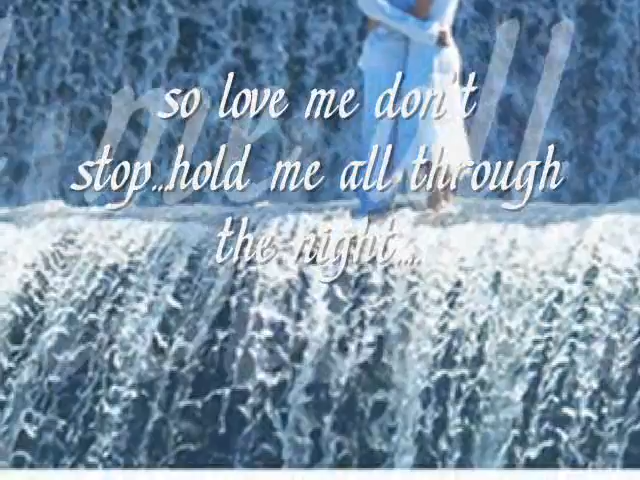 so love me don't
stop...hold me all through
the night....